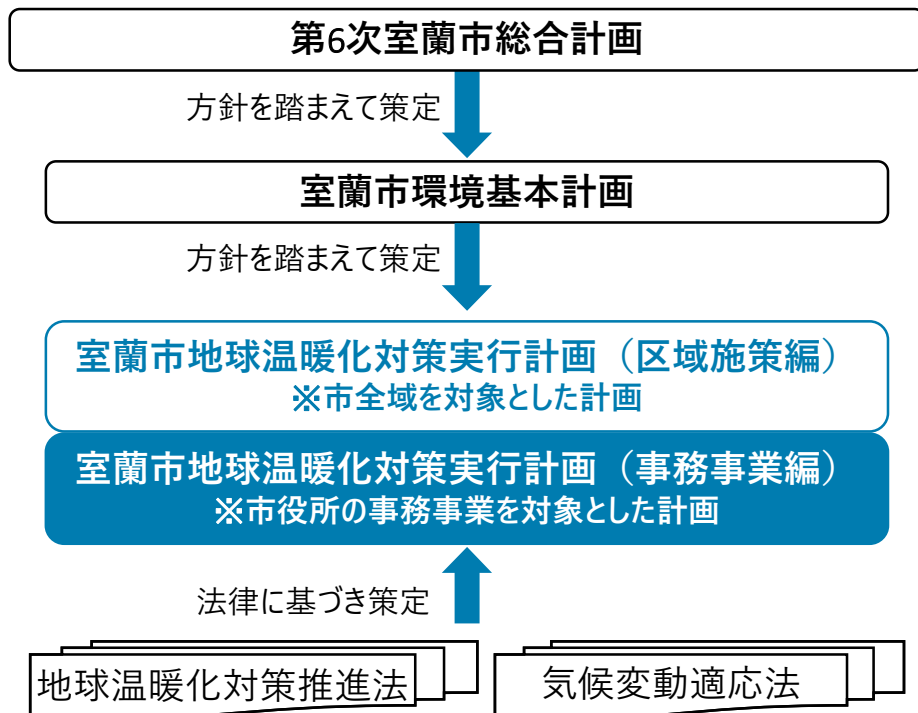 第6次室蘭市総合計画
方針を踏まえて策定
室蘭市環境基本計画
方針を踏まえて策定
室蘭市地球温暖化対策実行計画（区域施策編）
※市全域を対象とした計画
室蘭市地球温暖化対策実行計画（事務事業編）
※市役所の事務事業を対象とした計画
法律に基づき策定
地球温暖化対策推進法
気候変動適応法